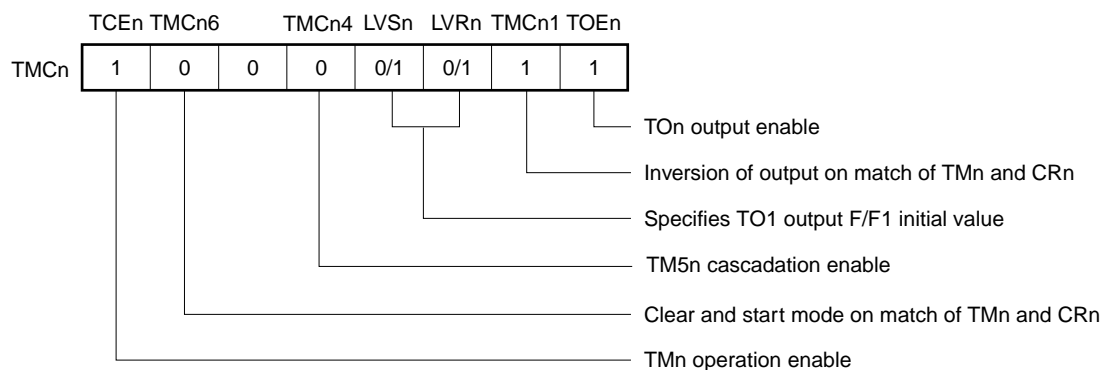 TCEn TMCn6 TMCn4 LVSn LVRn TMCn1 TOEn
TMCn 1 0 0 0 0/1 0/1 1 1
TOn output enable
Inversion of output on match of TMn and CRn
Specifies TO1 output F/F1 initial value
TM5n cascadation enable
Clear and start mode on match of TMn and CRn
TMn operation enable